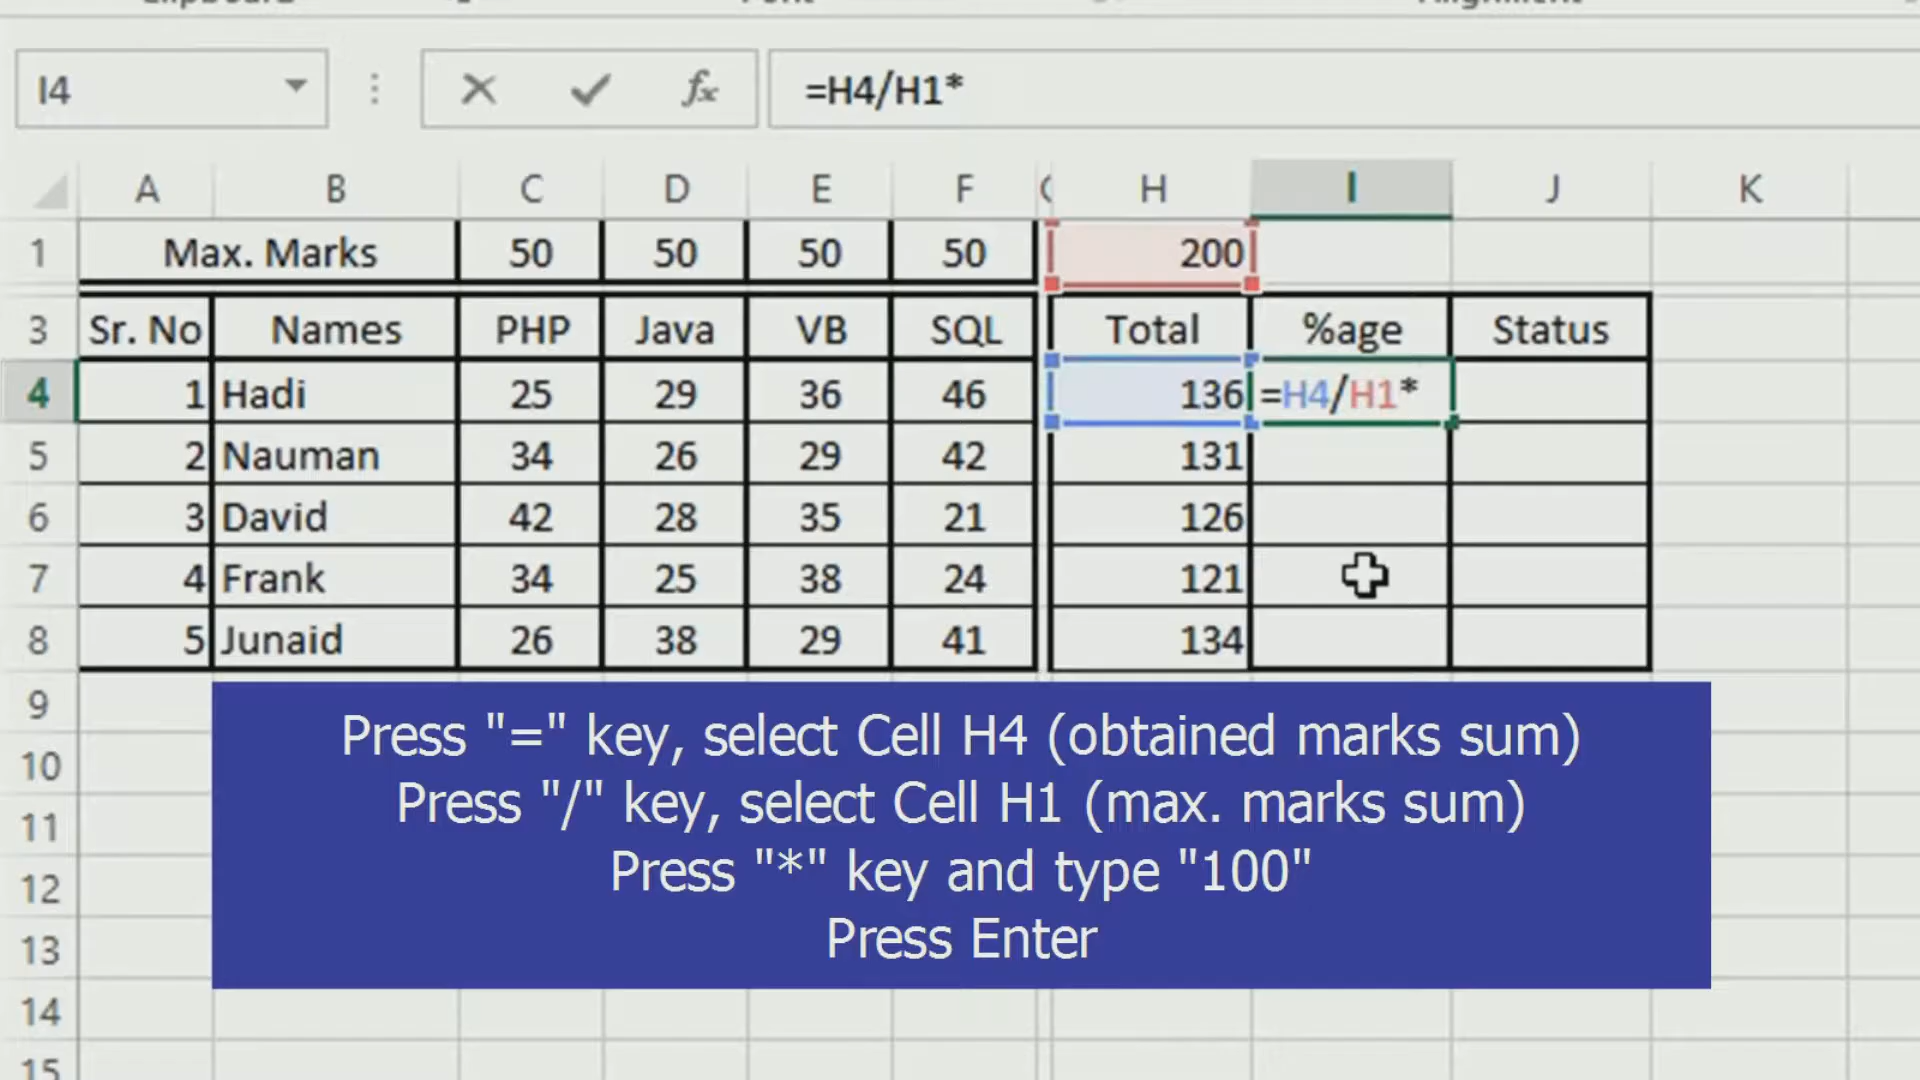 I4 =H4/H1*
A B C D E F H I J K
1 Max. Marks 50 50 50 50 200
3 Sr. No Names PHP Java VB SQL Total %age Status
4 1 Hadi 25 29 36 46 136 =H4/H1*
5 2 Nauman 34 26 29 42 131
6 3 David 42 28 35 21 126
7 4 Frank 34 25 38 24 121
8 5 Junaid 26 38 29 41 134
9
Press "=" key, select Cell H4 (obtained marks sum)
10
Press "/" key, select Cell H1 (max. marks sum)
11
12
Press "*" key and type "100"
13
Press Enter
14
15